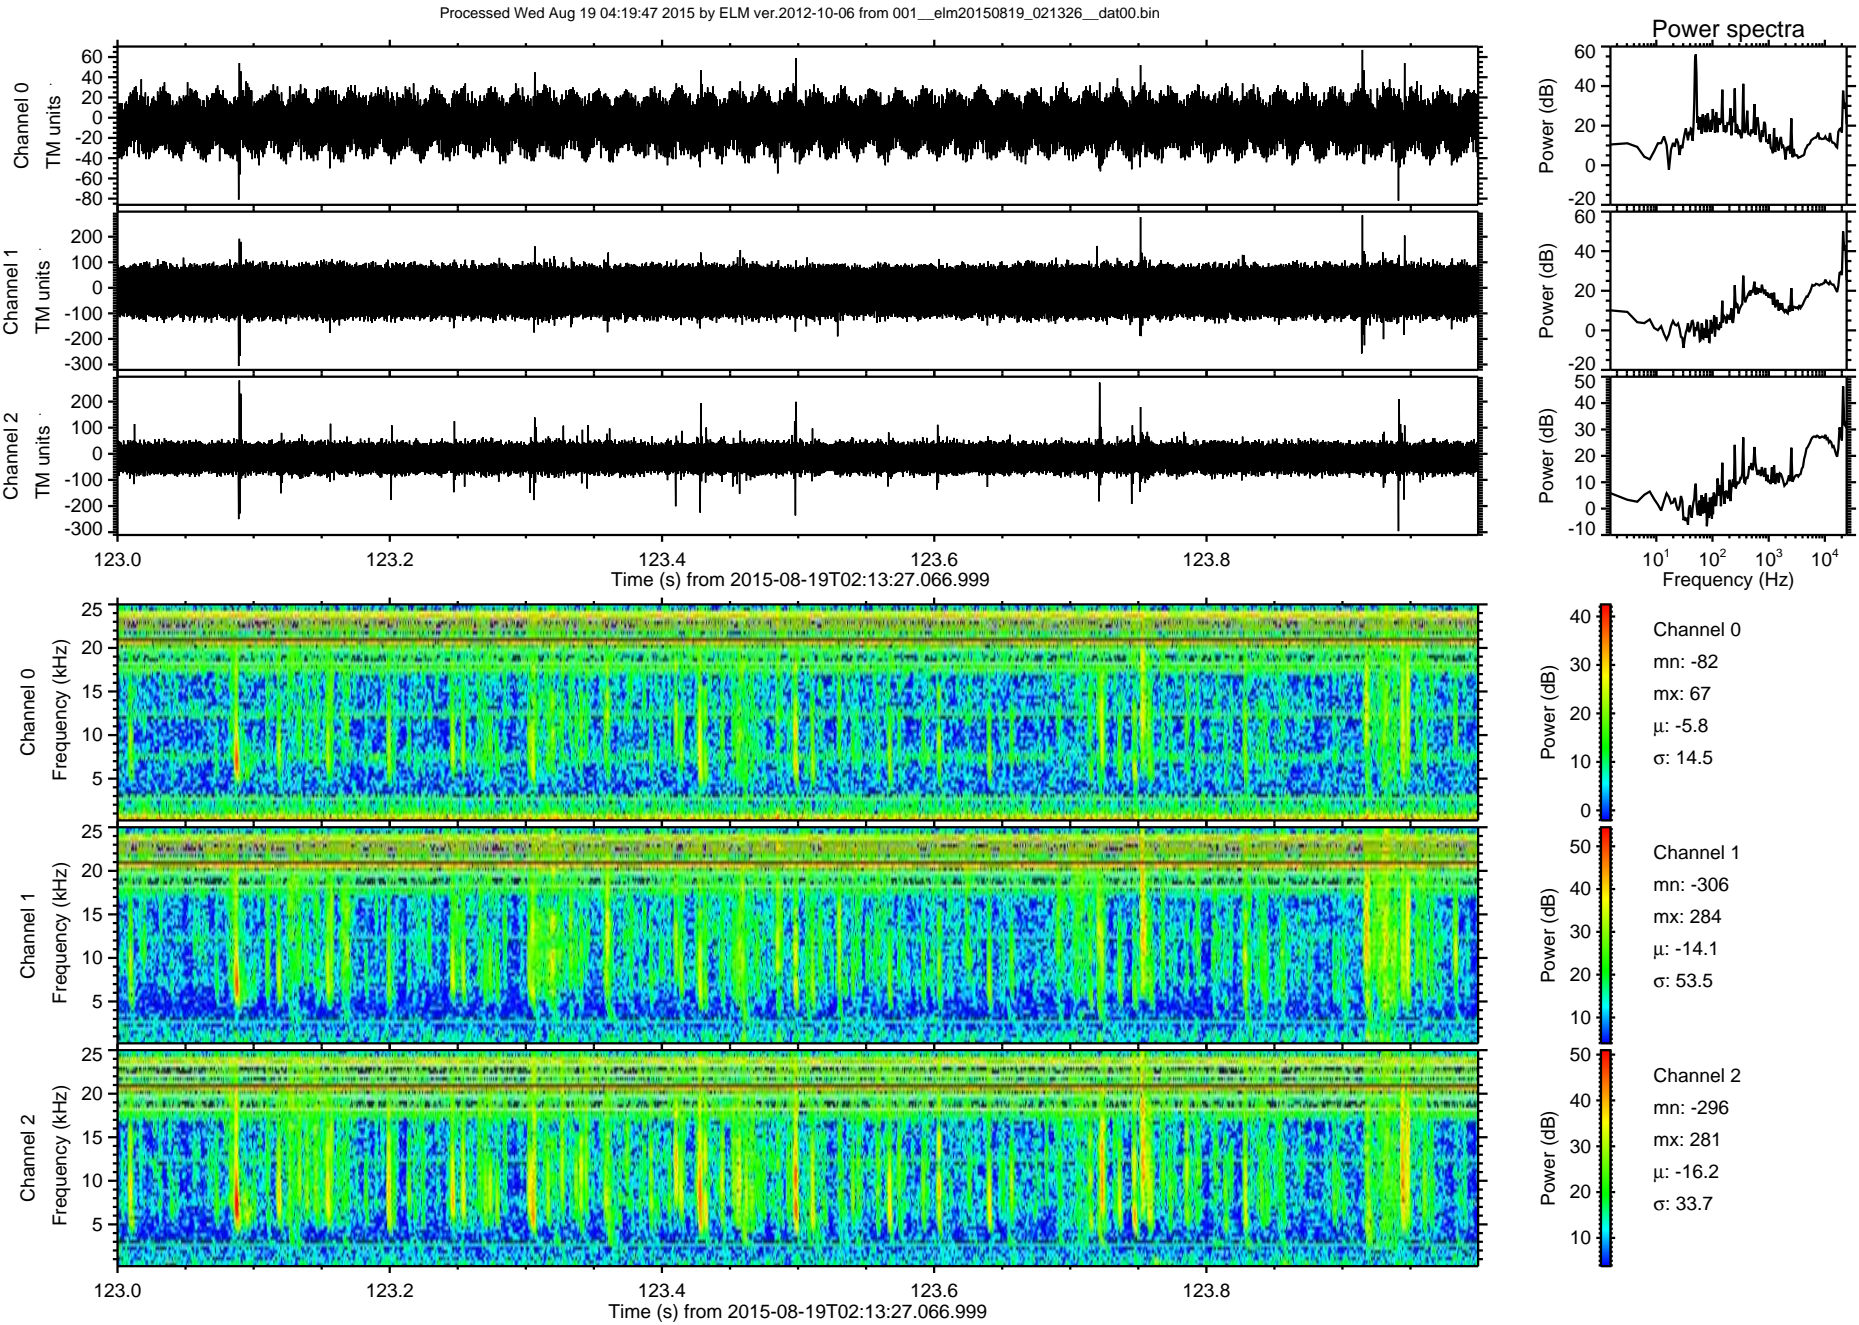 Processed Wed Aug 19 04:19:47 2015 by ELM ver.2012-10-06 from 001__elm20150819_021326__dat00.bin
Power spectra
Channel 0
TM units
60
40
20
0
-20
-40
-60
-80
Power (dB)
60
40
20
0
-20
Channel 1
TM units
200
100
0
-100
-200
-300
Power (dB)
60
40
20
0
-20
Channel 2
TM units
200
100
0
-100
-200
-300
Power (dB)
50
40
30
20
10
0
-10
123.0 123.2 123.4 123.6 123.8
Time (s) from 2015-08-19T02:13:27.066.999
10¹ 10² 10³ 10⁴
Frequency (Hz)
Channel 0
Frequency (kHz)
25
20
15
10
5
Power (dB)
40
30
20
10
0
Channel 0
mn: -82
mx: 67
μ: -5.8
σ: 14.5
Channel 1
Frequency (kHz)
25
20
15
10
5
Power (dB)
50
40
30
20
10
Channel 1
mn: -306
mx: 284
μ: -14.1
σ: 53.5
Channel 2
Frequency (kHz)
25
20
15
10
5
Power (dB)
50
40
30
20
10
Channel 2
mn: -296
mx: 281
μ: -16.2
σ: 33.7
123.0 123.2 123.4 123.6 123.8
Time (s) from 2015-08-19T02:13:27.066.999